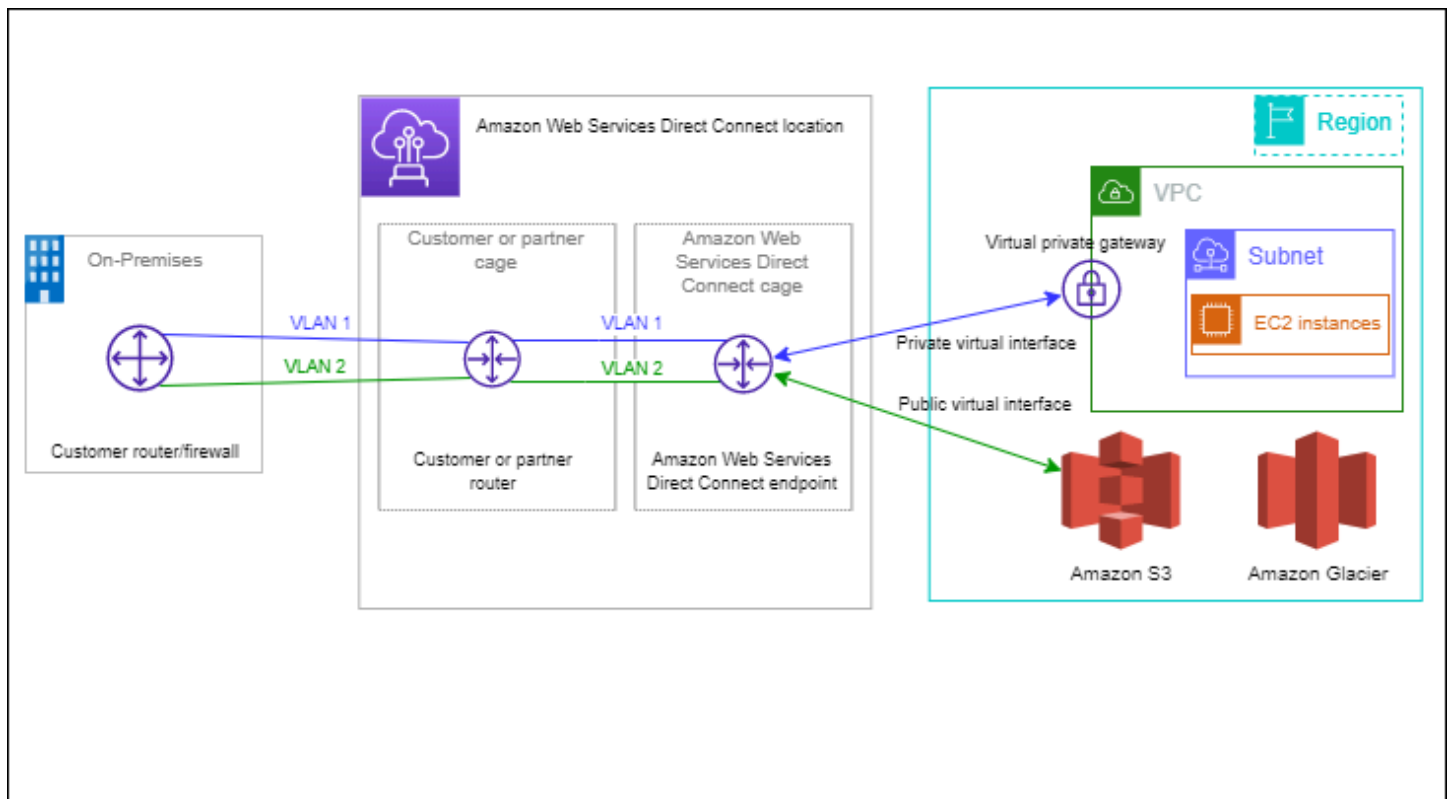 Amazon Web Services Direct Connect location
Region
VPC
Customer or partner
cage
Amazon Web
Services Direct
Connect cage
Virtual private gateway
Subnet
On-Premises
VLAN 1
VLAN 1
EC2 instances
Private virtual interface
VLAN 2
VLAN 2
Public virtual interface
Customer router/firewall
Customer or partner
router
Amazon Web Services
Direct Connect endpoint
Amazon S3
Amazon Glacier